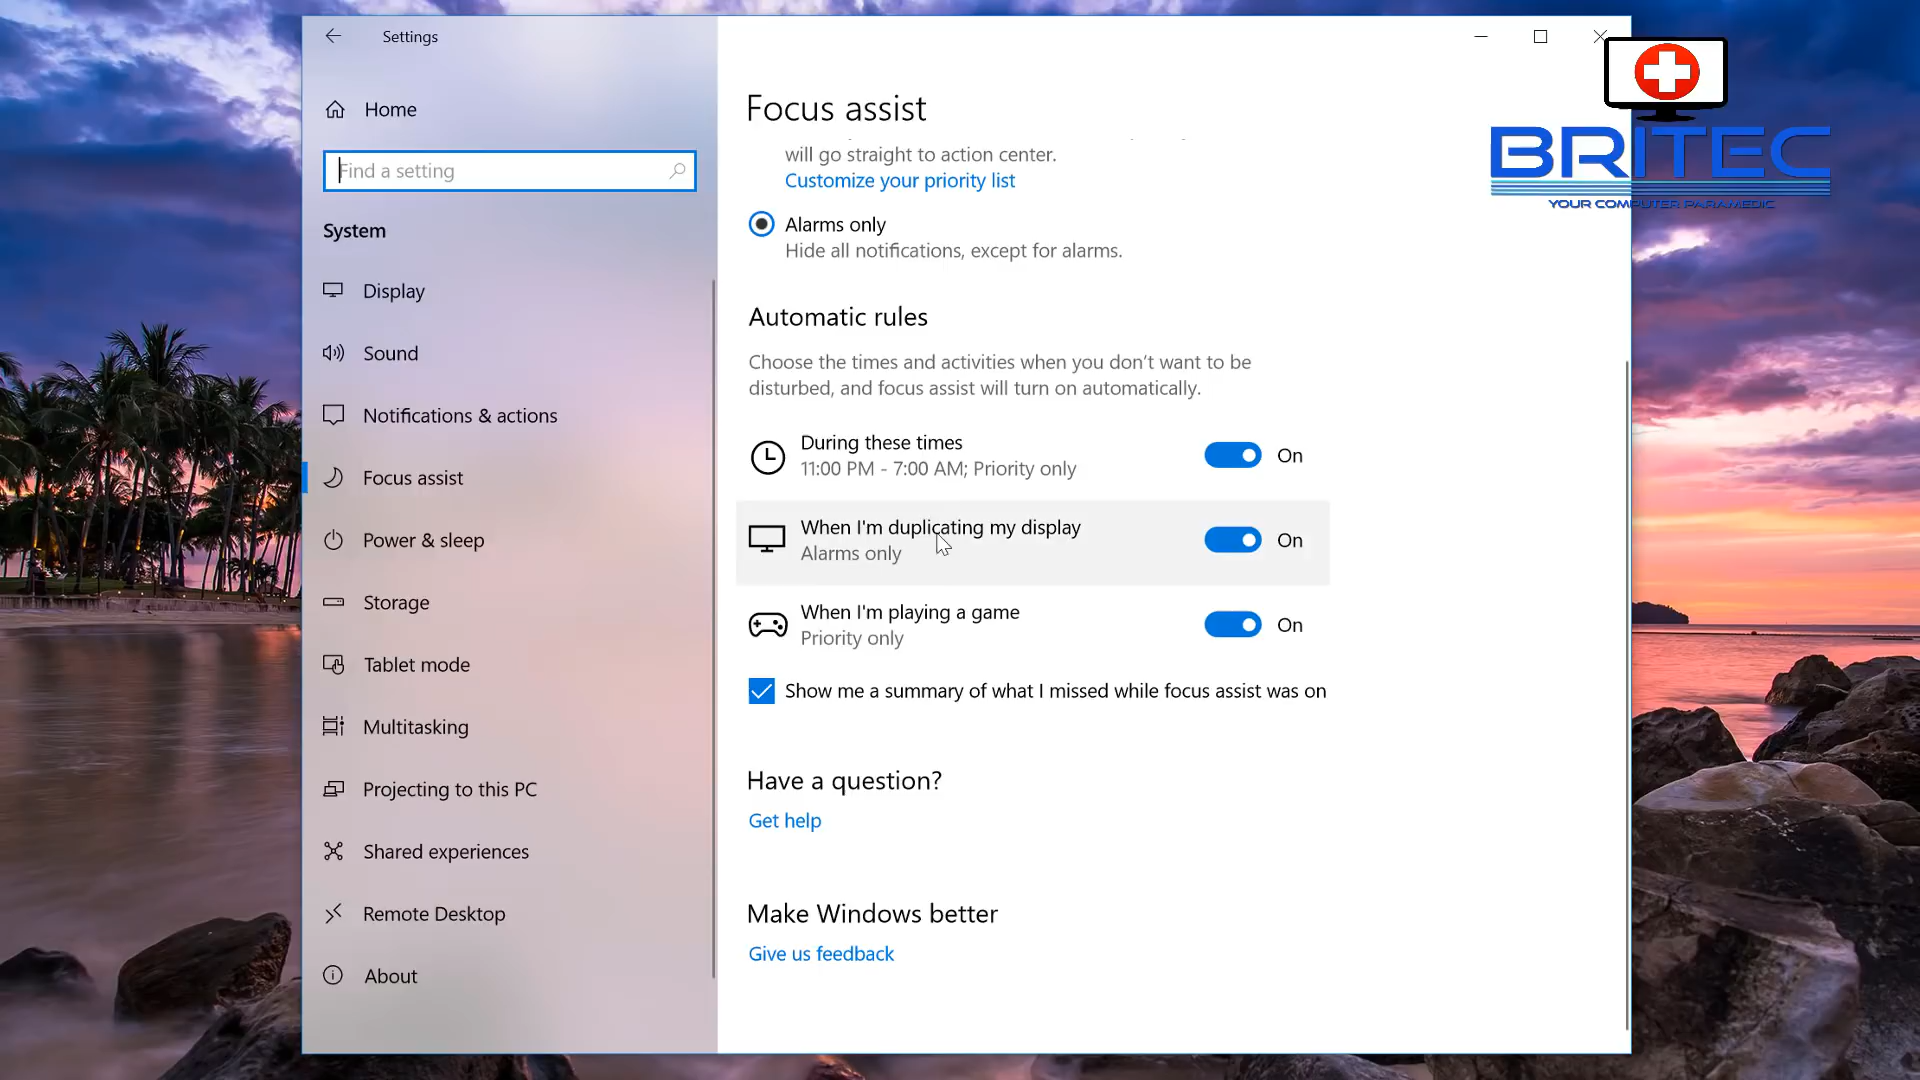 Settings
Home
Find a setting
System
Display
Sound
Notifications & actions
Focus assist
Power & sleep
Storage
Tablet mode
Multitasking
Projecting to this PC
Shared experiences
Remote Desktop
About
Focus assist
will go straight to action center.
Customize your priority list
Alarms only
Hide all notifications, except for alarms.
Automatic rules
Choose the times and activities when you don't want to be
disturbed, and focus assist will turn on automatically.
During these times
11:00 PM - 7:00 AM; Priority only
On
When I'm duplicating my display
Alarms only
On
When I'm playing a game
Priority only
On
Show me a summary of what I missed while focus assist was on
Have a question?
Get help
Make Windows better
Give us feedback
BRITEC
YOUR COMPUTER PARAMEDIC